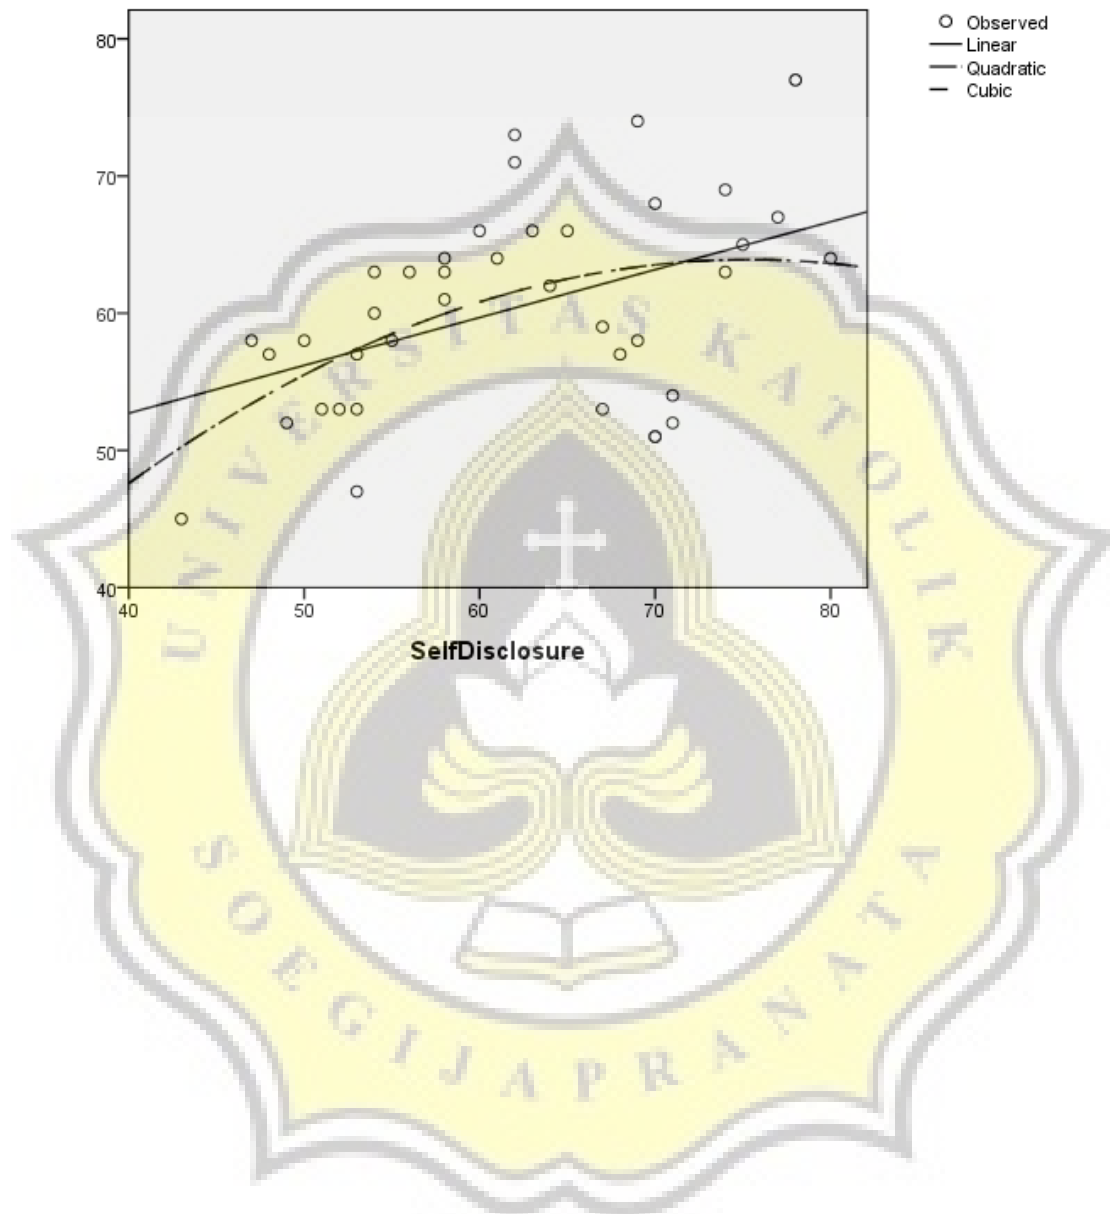 80
70
60
50
40
40 50 60 70 80
SelfDisclosure
Observed
Linear
Quadratic
Cubic
UNIVERSITAS KATOLIK
SOEGIJAPRANATA